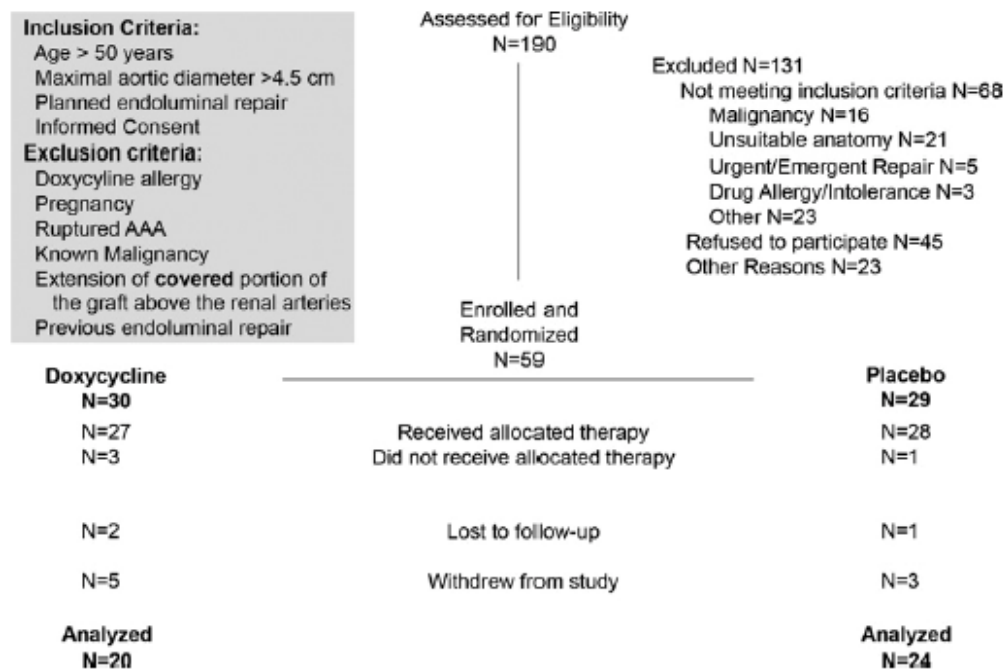 Inclusion Criteria:
Age > 50 years
Maximal aortic diameter >4.5 cm
Planned endoluminal repair
Informed Consent
Exclusion criteria:
Doxycyline allergy
Pregnancy
Ruptured AAA
Known Malignancy
Extension of covered portion of
the graft above the renal arteries
Previous endoluminal repair
Assessed for Eligibility
N=190
Excluded N=131
Not meeting inclusion criteria N=68
Malignancy N=16
Unsuitable anatomy N=21
Urgent/Emergent Repair N=5
Drug Allergy/Intolerance N=3
Other N=23
Refused to participate N=45
Other Reasons N=23
Enrolled and
Randomized
N=59
Doxycycline
N=30
Placebo
N=29
N=27 Received allocated therapy N=28
N=3 Did not receive allocated therapy N=1
N=2 Lost to follow-up N=1
N=5 Withdrew from study N=3
Analyzed
N=20
Analyzed
N=24